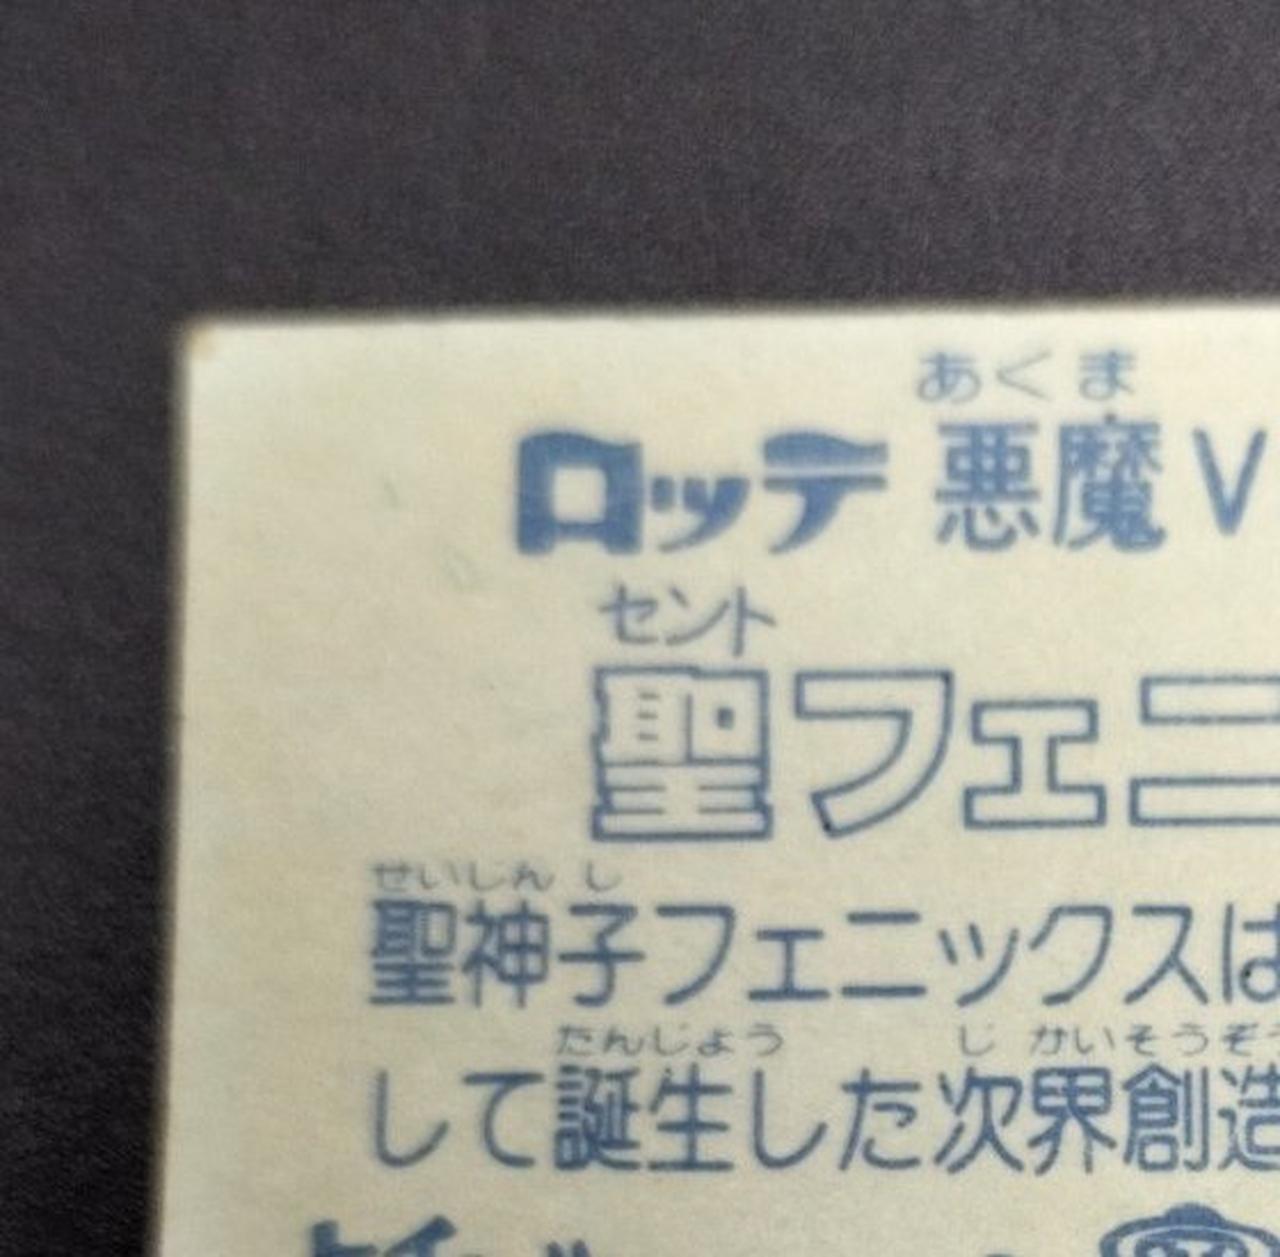 あくま
ロッテ 悪魔V
セント
聖フェニ
せいしん し
聖神子フェニックスは
たんじょう じ かいそうぞう
して誕生した次界創造